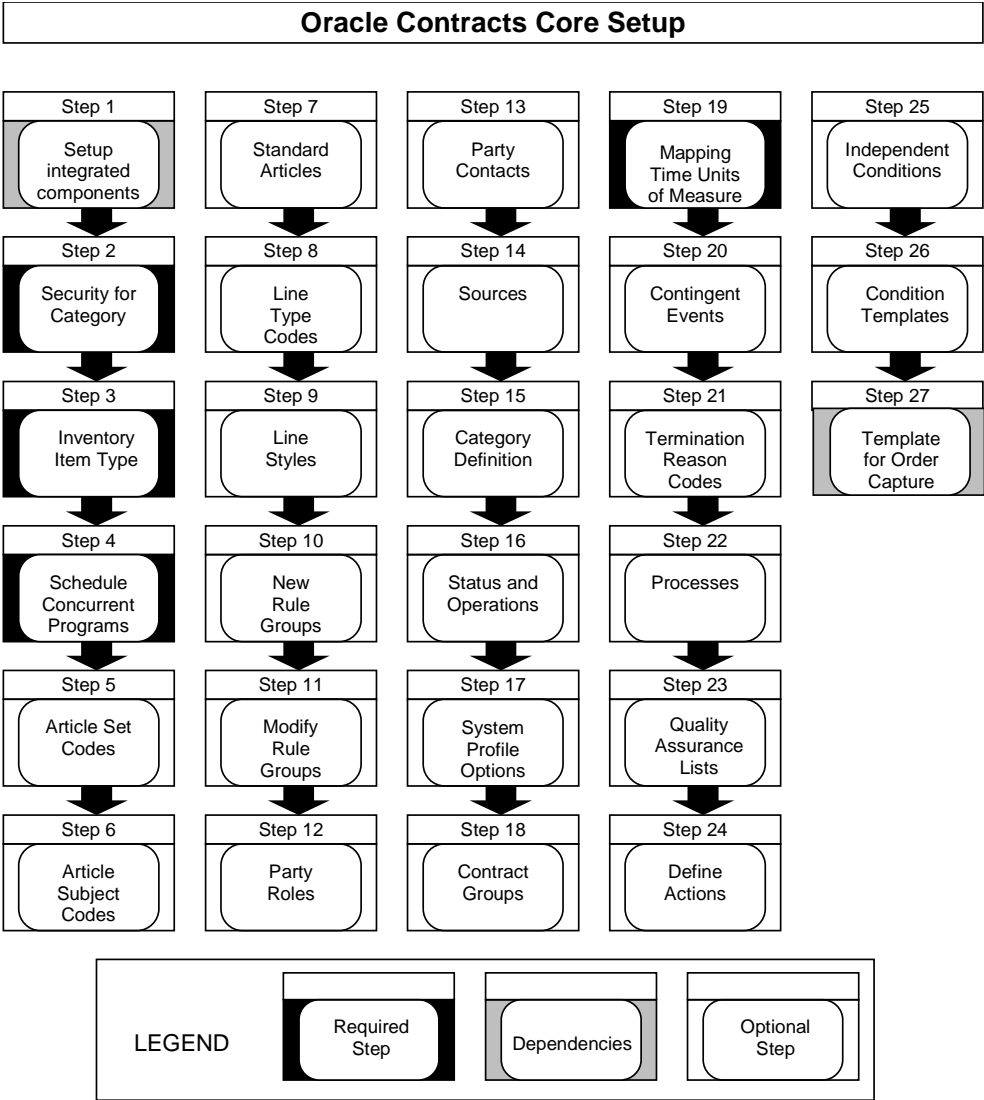 Oracle Contracts Core Setup
Step 1
Setup
integrated
components
Step 2
Security for
Category
Step 3
Inventory
Item Type
Step 4
Schedule
Concurrent
Programs
Step 5
Article Set
Codes
Step 6
Article
Subject
Codes
Step 7
Standard
Articles
Step 8
Line
Type
Codes
Step 9
Line
Styles
Step 10
New
Rule
Groups
Step 11
Modify
Rule
Groups
Step 12
Party
Roles
Step 13
Party
Contacts
Step 14
Sources
Step 15
Category
Definition
Step 16
Status and
Operations
Step 17
System
Profile
Options
Step 18
Contract
Groups
Step 19
Mapping
Time Units
of Measure
Step 20
Contingent
Events
Step 21
Termination
Reason
Codes
Step 22
Processes
Step 23
Quality
Assurance
Lists
Step 24
Define
Actions
Step 25
Independent
Conditions
Step 26
Condition
Templates
Step 27
Template
for Order
Capture
LEGEND
Required
Step
Dependencies
Optional
Step